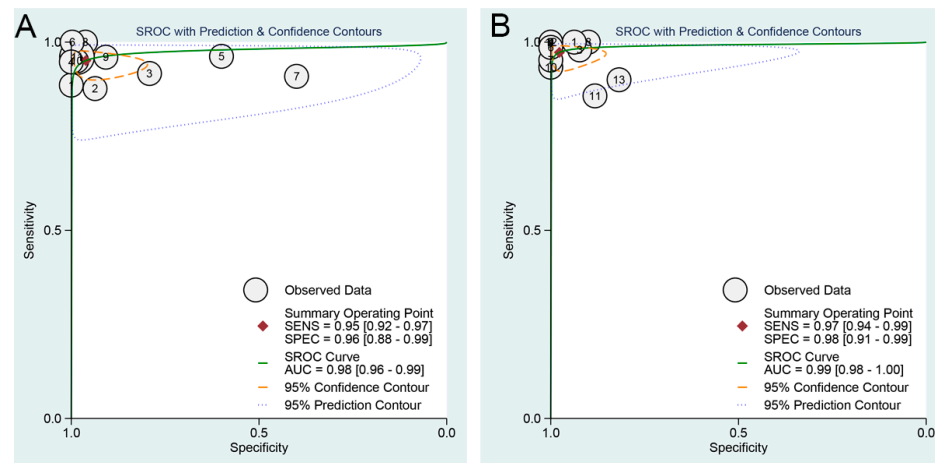 A
SROC with Prediction & Confidence Contours
1.0
0.5
0.0
Sensitivity
6
8
9
5
4
3
7
1
2
Observed Data
Summary Operating Point
SENS = 0.95 [0.92 - 0.97]
SPEC = 0.96 [0.88 - 0.99]
SROC Curve
AUC = 0.98 [0.96 - 0.99]
95% Confidence Contour
95% Prediction Contour
1.0
0.5
0.0
Specificity
B
SROC with Prediction & Confidence Contours
1.0
0.5
0.0
Sensitivity
1
3
10
13
11
Observed Data
Summary Operating Point
SENS = 0.97 [0.94 - 0.99]
SPEC = 0.98 [0.91 - 0.99]
SROC Curve
AUC = 0.99 [0.98 - 1.00]
95% Confidence Contour
95% Prediction Contour
1.0
0.5
0.0
Specificity